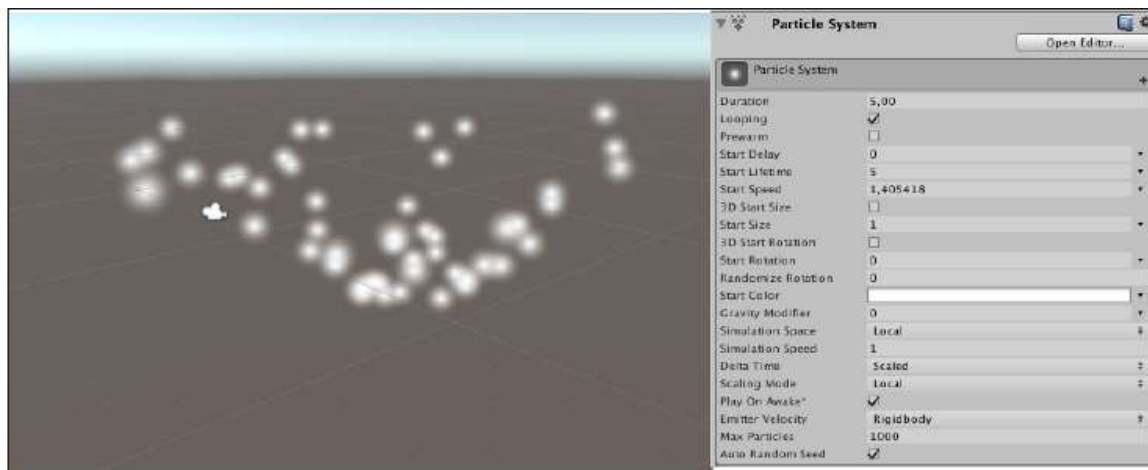 Particle System
Open Editor...
Particle System
Duration 5,00
Looping
Prewarm
Start Delay 0
Start Lifetime 5
Start Speed 1,405418
3D Start Size
Start Size 1
3D Start Rotation
Start Rotation 0
Randomize Rotation 0
Start Color
Gravity Modifier 0
Simulation Space Local
Simulation Speed 1
Delta Time Scaled
Scaling Mode Local
Play On Awake*
Emitter Velocity Rigidbody
Max Particles 1000
Auto Random Seed